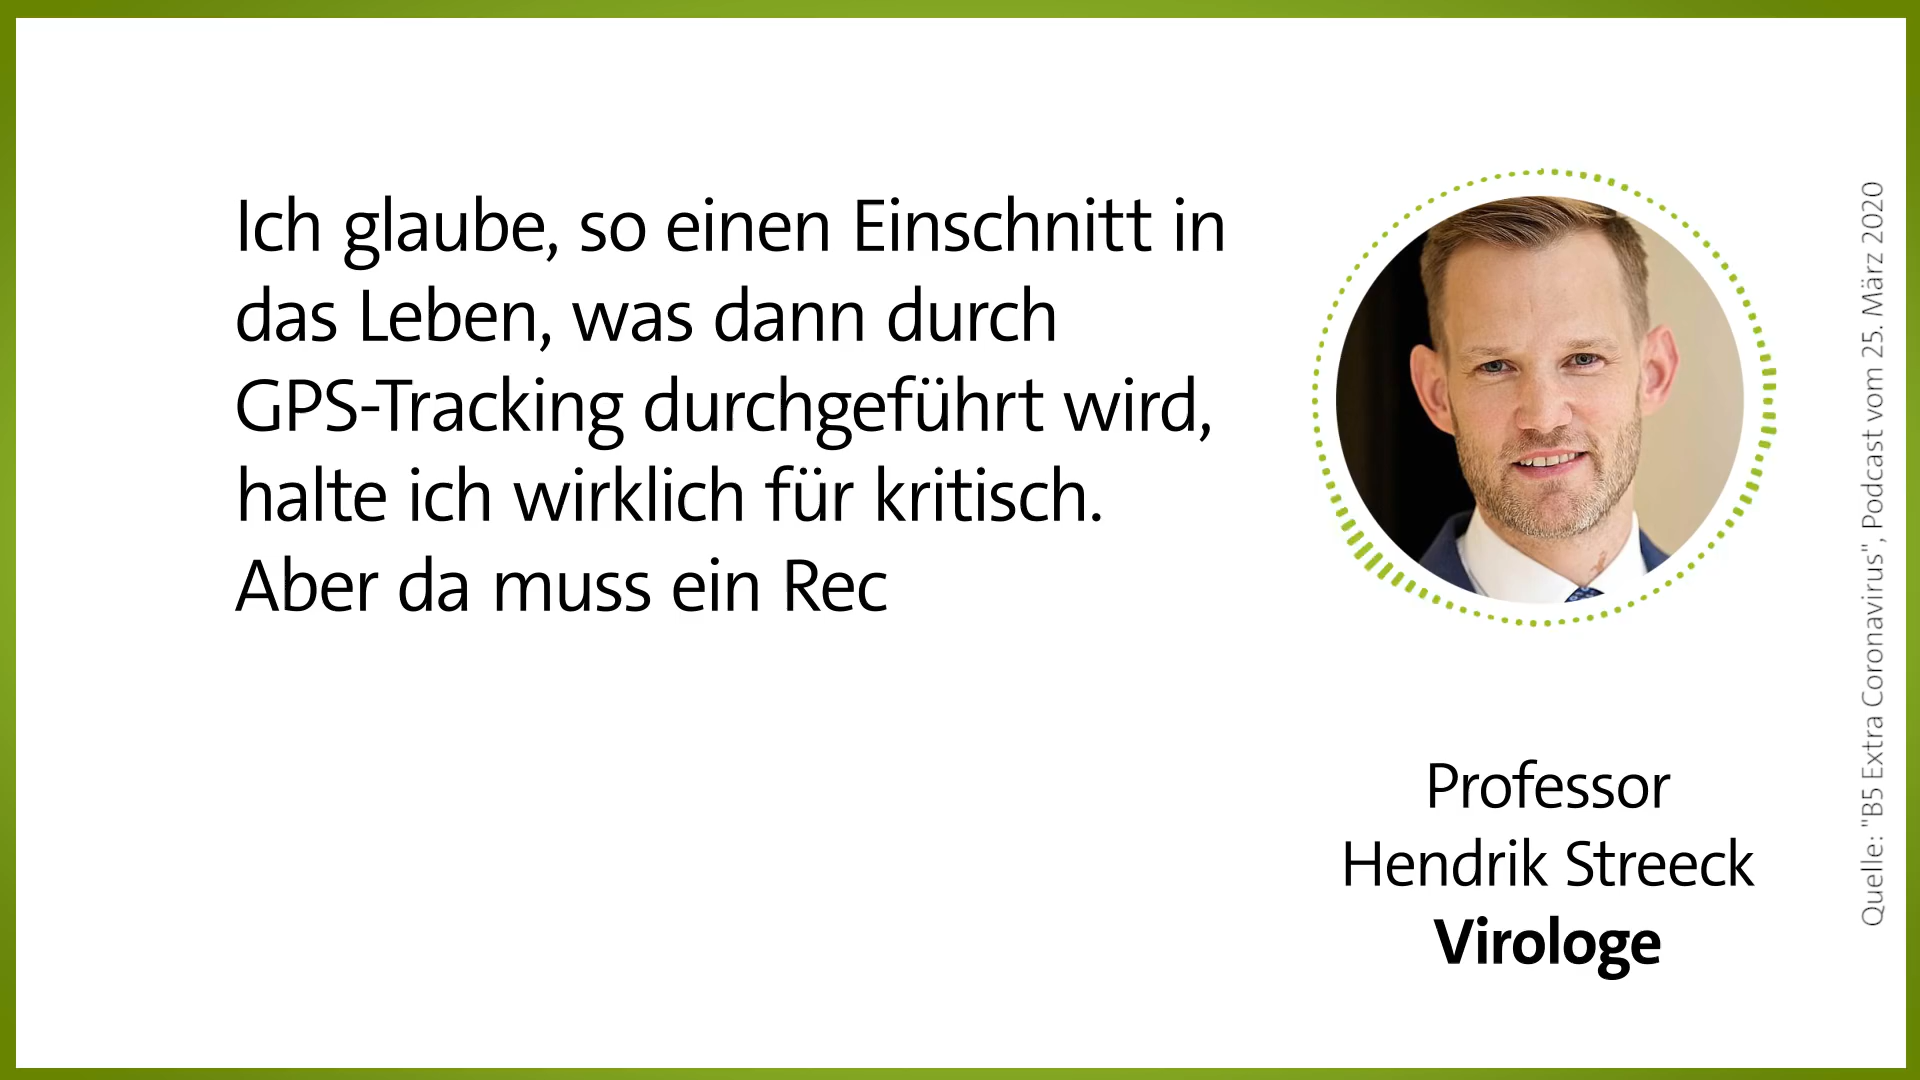 Ich glaube, so einen Einschnitt in
das Leben, was dann durch
GPS-Tracking durchgeführt wird,
halte ich wirklich für kritisch.
Aber da muss ein Rec
Professor
Hendrik Streeck
Virologe
Quelle: "B5 Extra Coronavirus", Podcast vom 25. März 2020